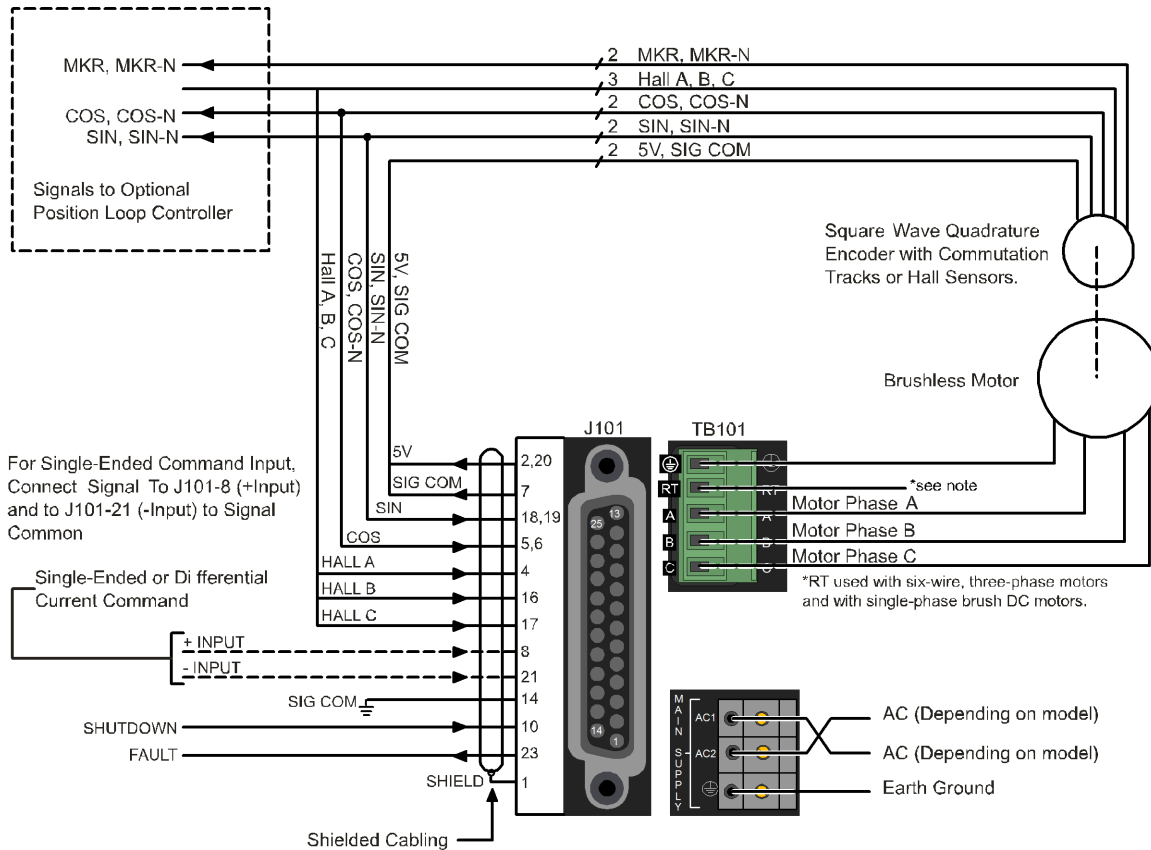 MKR, MKR-N
COS, COS-N
SIN, SIN-N
Signals to Optional
Position Loop Controller
2 MKR, MKR-N
3 Hall A, B, C
2 COS, COS-N
2 SIN, SIN-N
2 5V, SIG COM
Square Wave Quadrature
Encoder with Commutation
Tracks or Hall Sensors.
Brushless Motor
Hall A, B, C
COS, COS-N
SIN, SIN-N
5V, SIG COM
For Single-Ended Command Input,
Connect Signal To J101-8 (+Input)
and to J101-21 (-Input) to Signal
Common
Single-Ended or Di fferential
Current Command
5V
SIG COM
SIN
COS
HALL A
HALL B
HALL C
+ INPUT
- INPUT
SIG COM
SHUTDOWN
FAULT
SHIELD
Shielded Cabling
2,20
7
18,19
5,6
4
16
17
8
21
14
10
23
1
J101
13
25
14
1
TB101
RT
A
B
C
*see note
Motor Phase A
Motor Phase B
Motor Phase C
*RT used with six-wire, three-phase motors
and with single-phase brush DC motors.
MAIN SUPPLY
AC1
AC2
AC (Depending on model)
AC (Depending on model)
Earth Ground